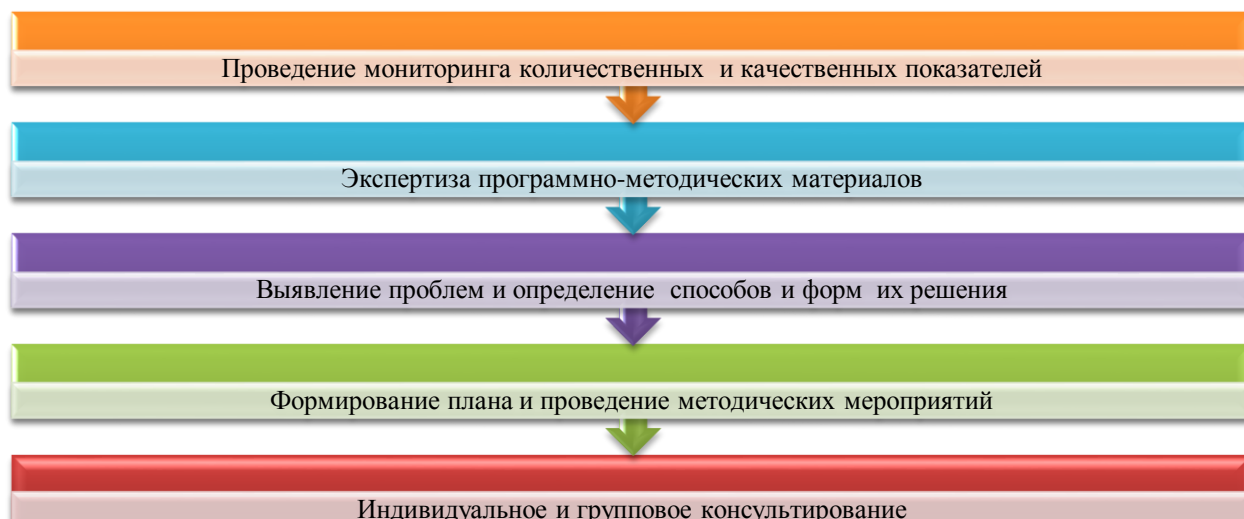 Проведение мониторинга количественных и качественных показателей
Экспертиза программно-методических материалов
Выявление проблем и определение способов и форм их решения
Формирование плана и проведение методических мероприятий
Индивидуальное и групповое консультирование